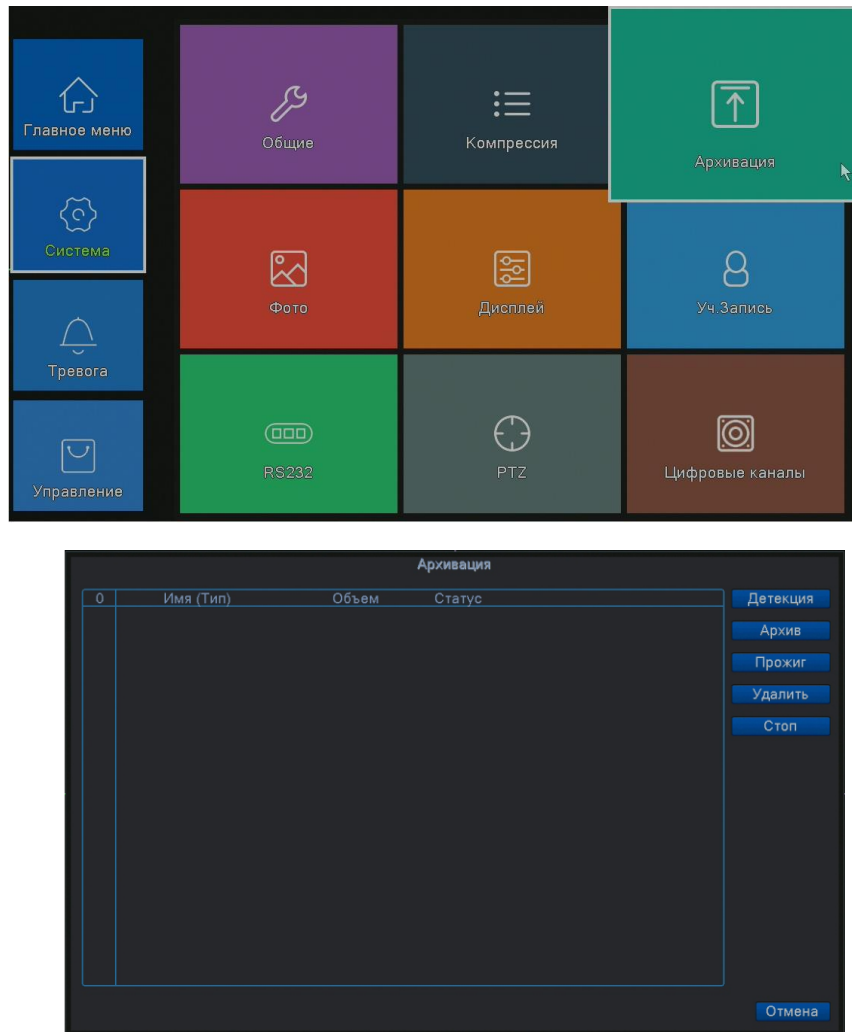 Главное меню
Система
Тревога
Управление
Общие
Компрессия
Архивация
Фото
Дисплей
Уч.Запись
RS232
PTZ
Цифровые каналы
Архивация
0 Имя (Тип) Объем Статус
Детекция
Архив
Прожиг
Удалить
Стоп
Отмена